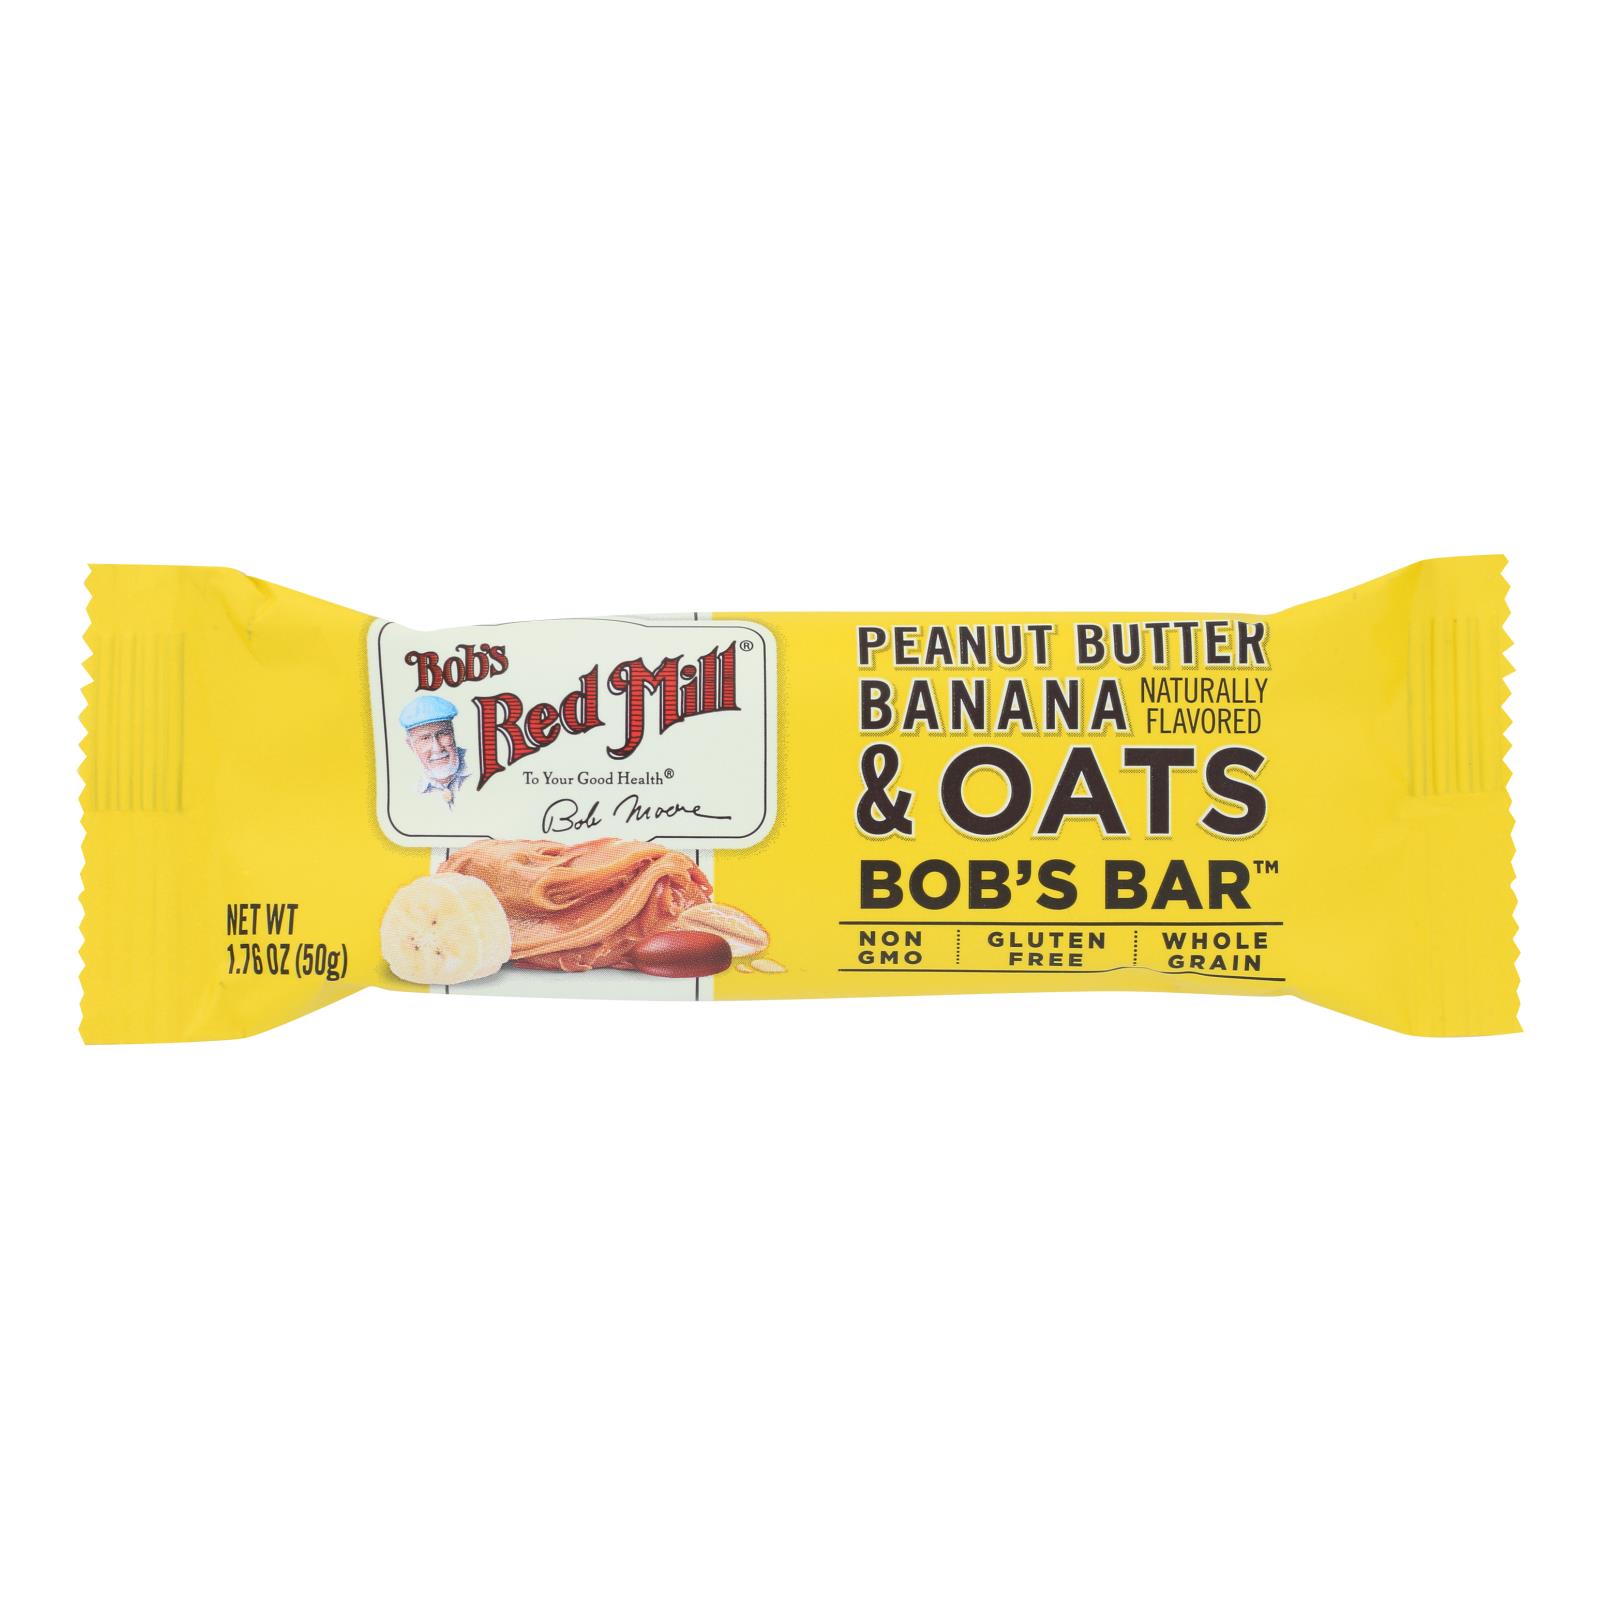 Bob's
Red Mill®
To Your Good Health®
Bob Moore
NET WT
1.76 OZ (50g)
PEANUT BUTTER
BANANA NATURALLY FLAVORED
& OATS
BOB'S BAR™
NON GMO
GLUTEN FREE
WHOLE GRAIN